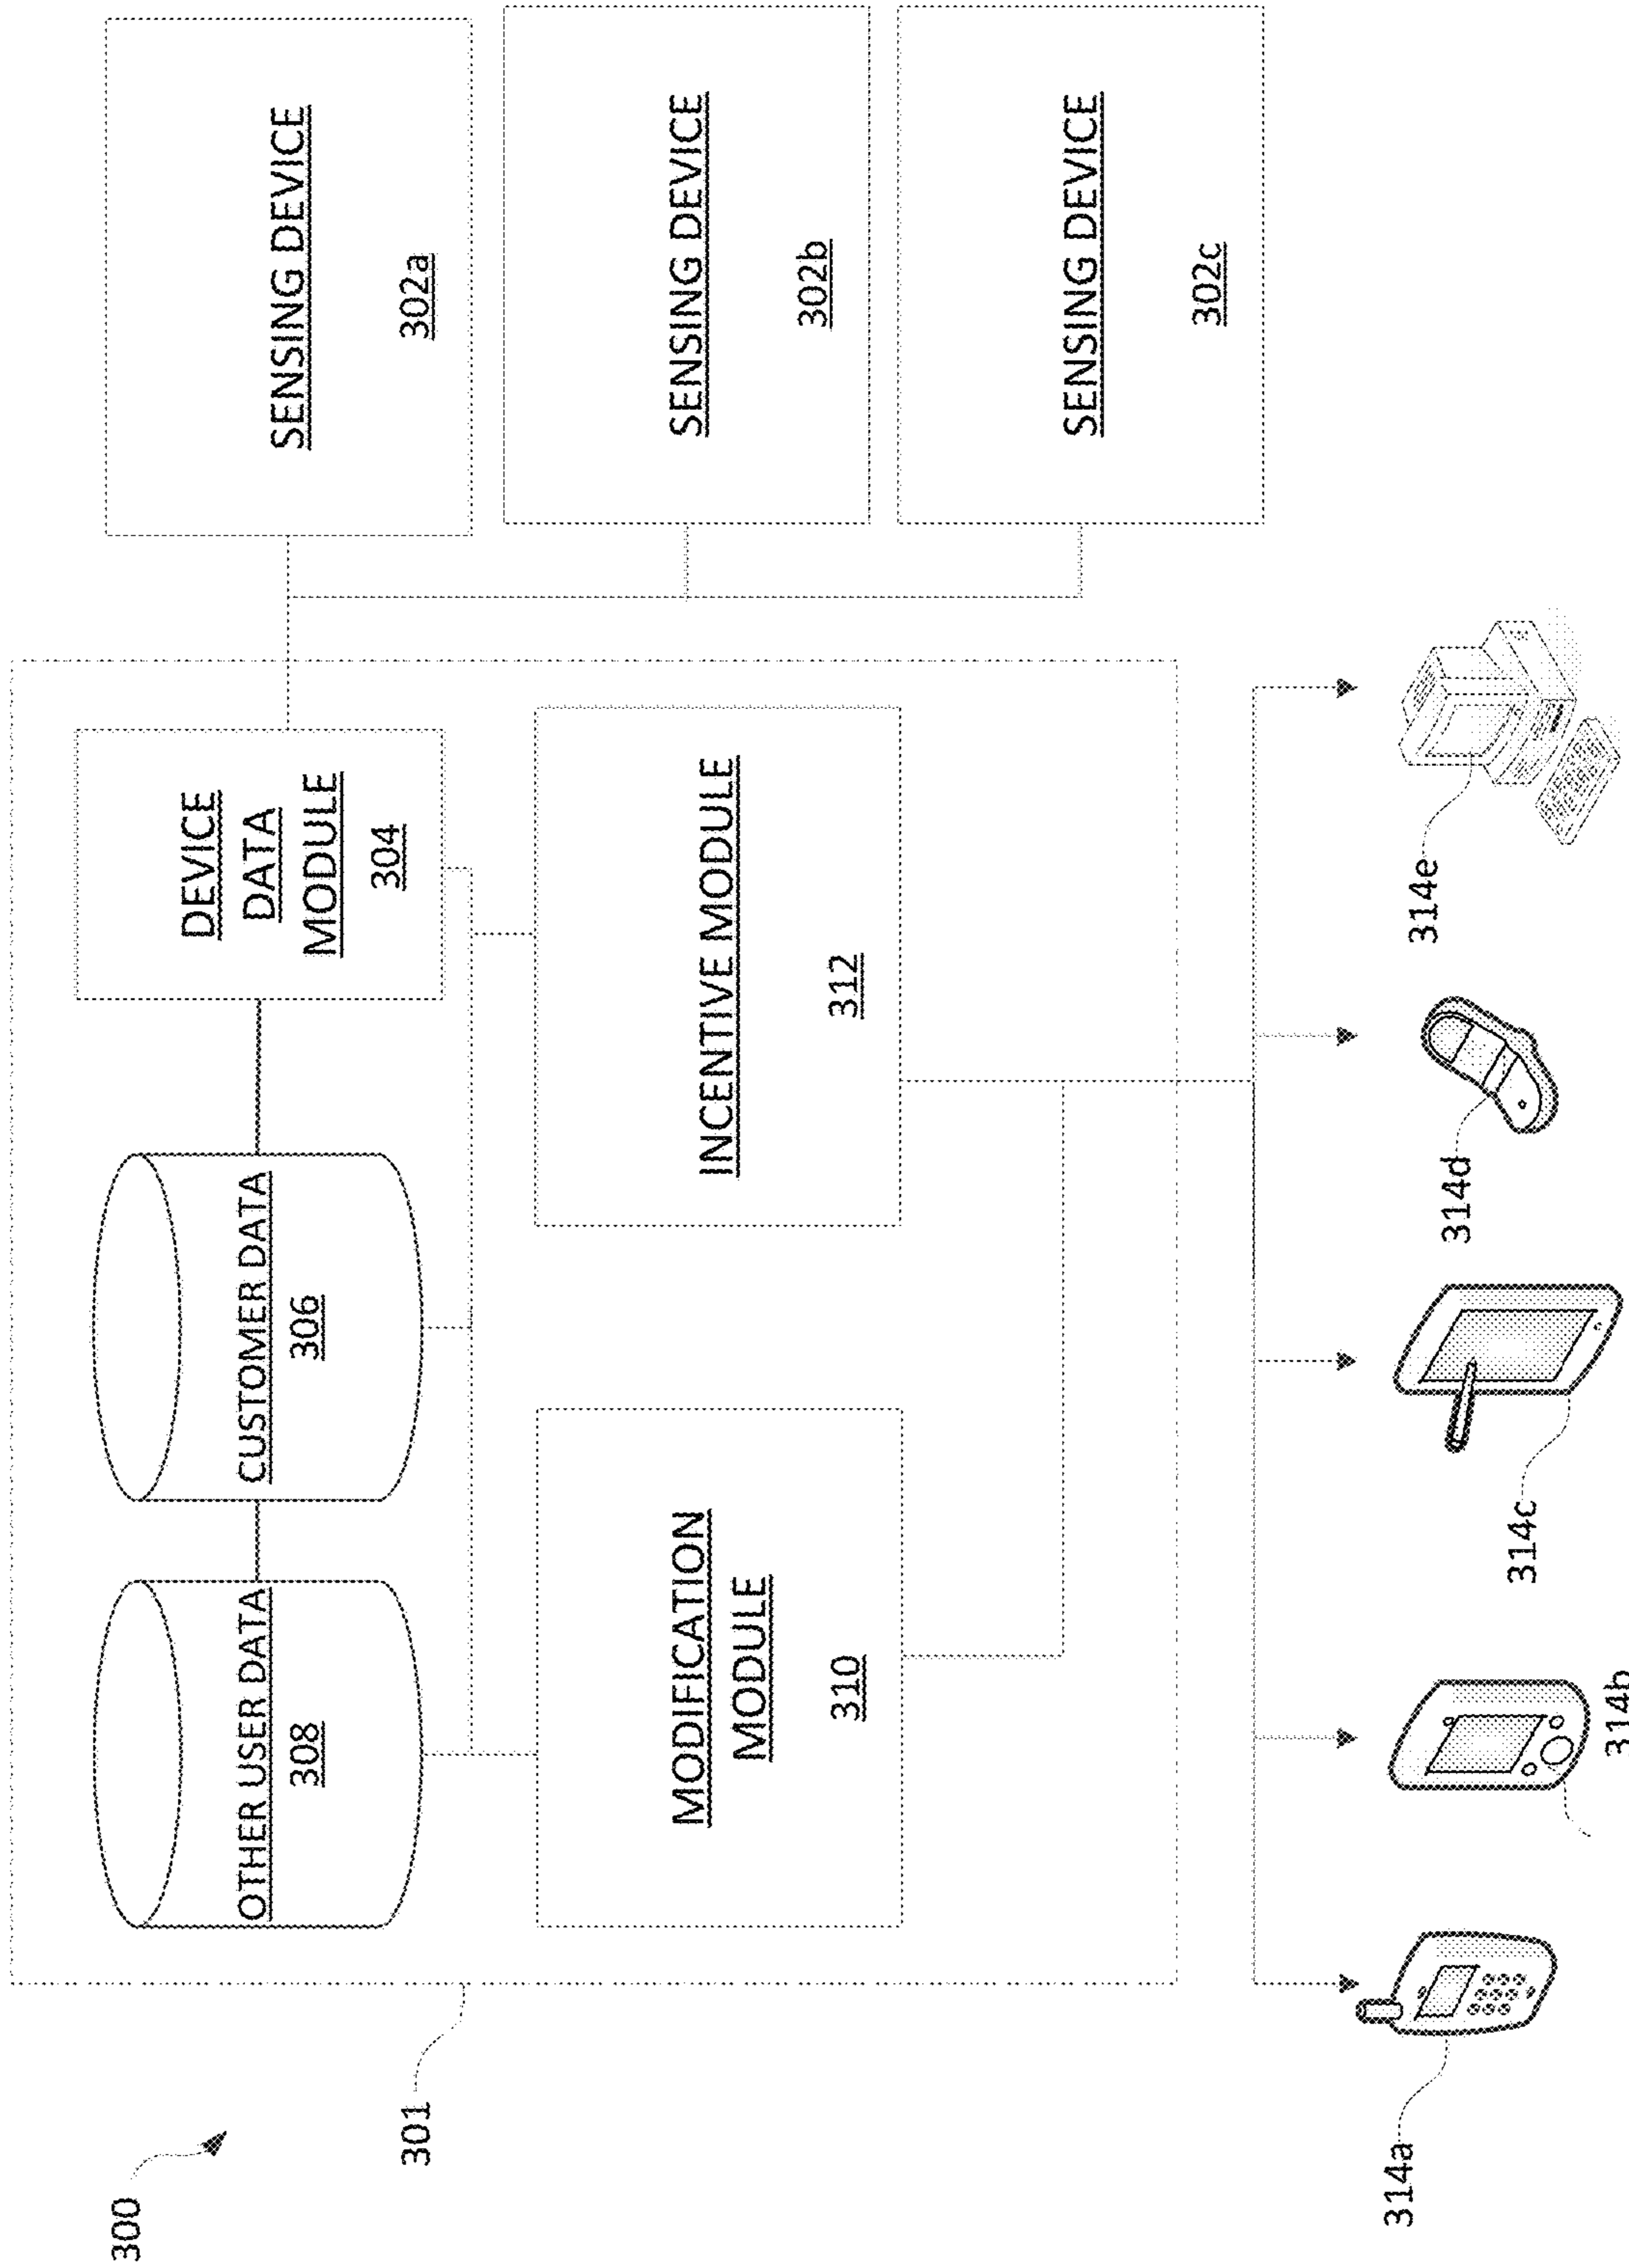 300
301
OTHER USER DATA
308
CUSTOMER DATA
306
DEVICE
DATA
MODULE
304
MODIFICATION
MODULE
310
INCENTIVE MODULE
312
SENSING DEVICE
302a
SENSING DEVICE
302b
SENSING DEVICE
302c
314a
314b
314c
314d
314e